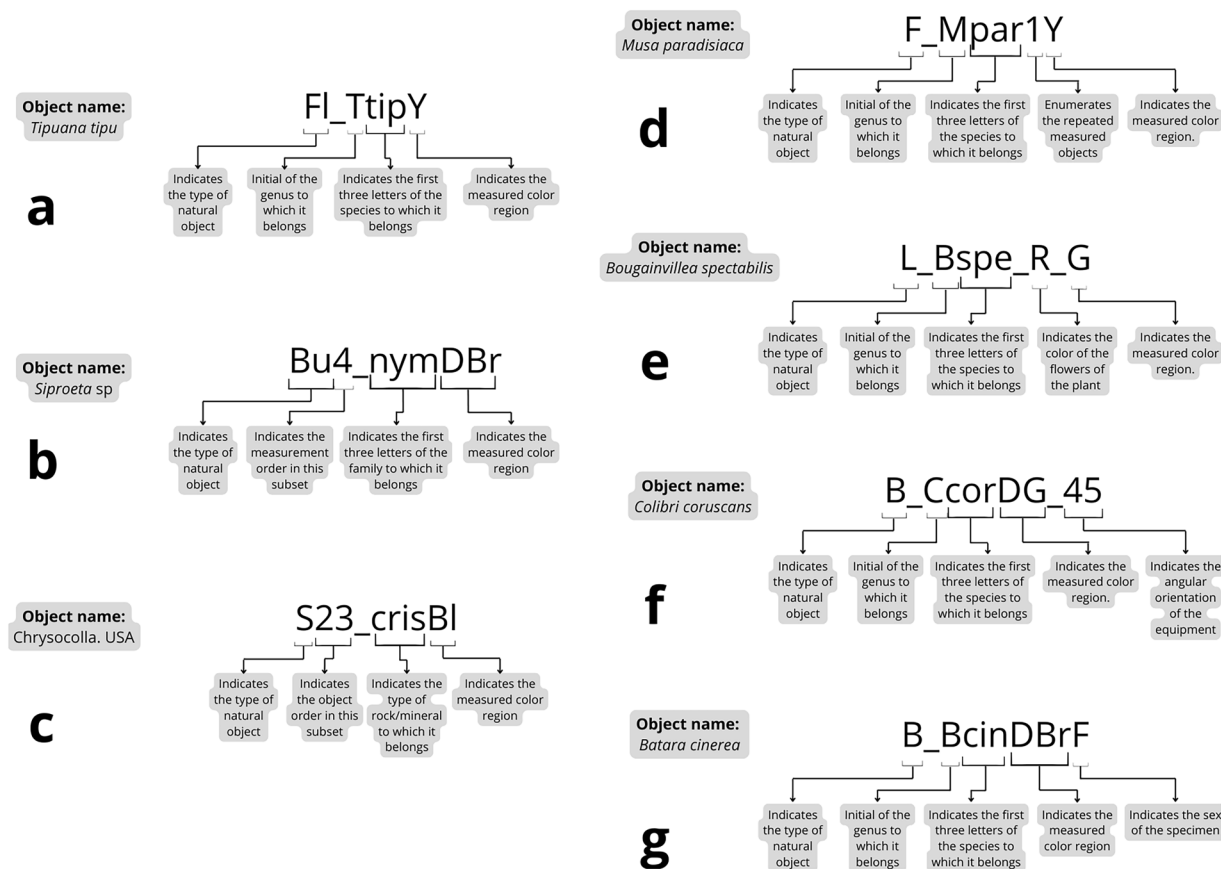 Object name:
Tipuana tipu
Fl_TtipY
Indicates
the type of
natural
object
Initial of the
genus to
which it
belongs
Indicates the first
three letters of the
species to which it
belongs
Indicates the
measured color
region
a
Object name:
Siproeta sp
Bu4_nymDBr
Indicates
the type of
natural
object
Indicates the
measurement
order in this
subset
Indicates the first
three letters of the
family to which it
belongs
Indicates the
measured color
region
b
Object name:
Chrysocolla. USA
S23_crisBl
Indicates
the type of
natural
object
Indicates
the object
order in this
subset
Indicates the
type of
rock/mineral
to which it
belongs
Indicates the
measured color
region
c
Object name:
Musa paradisiaca
F_Mpar1Y
Indicates
the type of
natural
object
Initial of the
genus to
which it
belongs
Indicates the first
three letters of
the species to
which it belongs
Enumerates
the repeated
measured
objects
Indicates the
measured color
region.
d
Object name:
Bougainvillea spectabilis
L_Bspe_R_G
Indicates
the type of
natural
object
Initial of the
genus to
which it
belongs
Indicates the first
three letters of
the species to
which it belongs
Indicates the
color of the
flowers of
the plant
Indicates the
measured color
region.
e
Object name:
Colibri coruscans
B_CcorDG_45
Indicates
the type of
natural
object
Initial of the
genus to
which it
belongs
Indicates the first
three letters of
the species to
which it belongs
Indicates the
measured color
region.
Indicates the
angular
orientation
of the
equipment
f
Object name:
Batara cinerea
B_BcinDBrF
Indicates
the type of
natural
object
Initial of the
genus to
which it
belongs
Indicates the first
three letters of
the species to
which it belongs
Indicates the
measured
color region
Indicates the sex
of the specimen
g